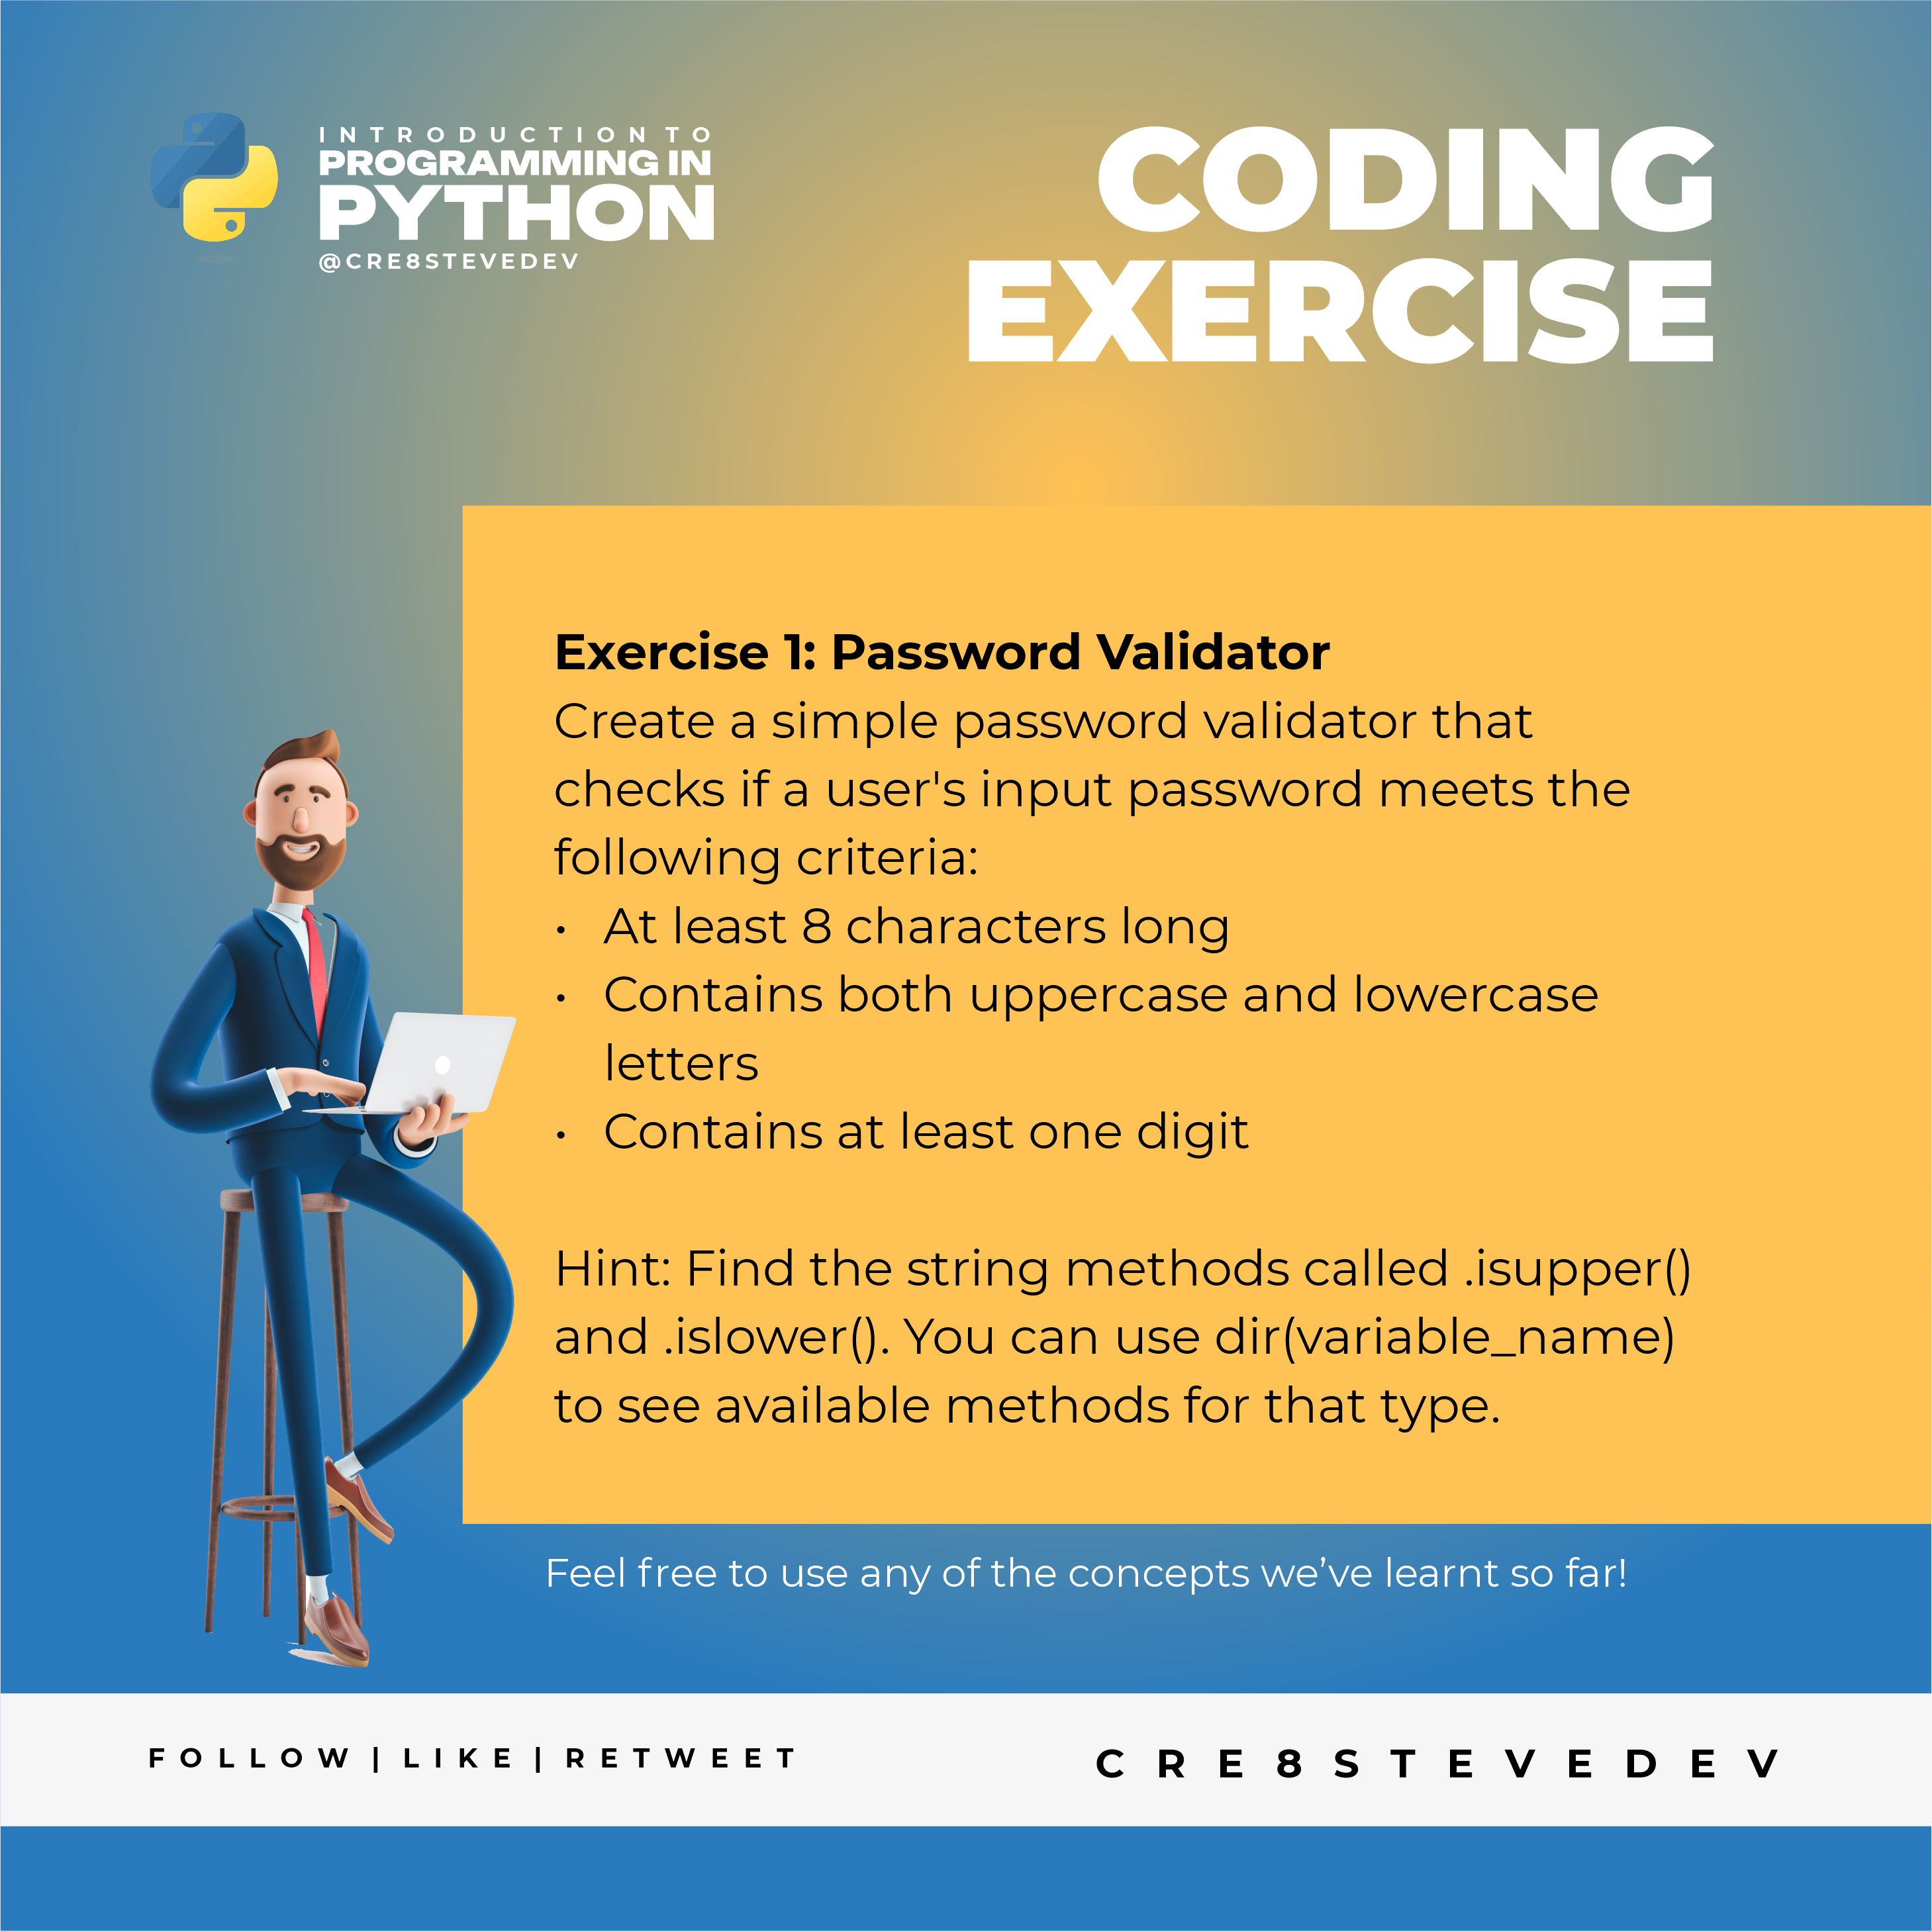 INTRODUCTION TO
PROGRAMMING IN
PYTHON
@CRE8STEVEDEV
CODING
EXERCISE
Exercise 1: Password Validator
Create a simple password validator that
checks if a user's input password meets the
following criteria:
• At least 8 characters long
• Contains both uppercase and lowercase
letters
• Contains at least one digit
Hint: Find the string methods called .isupper()
and .islower(). You can use dir(variable_name)
to see available methods for that type.
Feel free to use any of the concepts we’ve learnt so far!
FOLLOW | LIKE | RETWEET
CRE8STEVEDEV